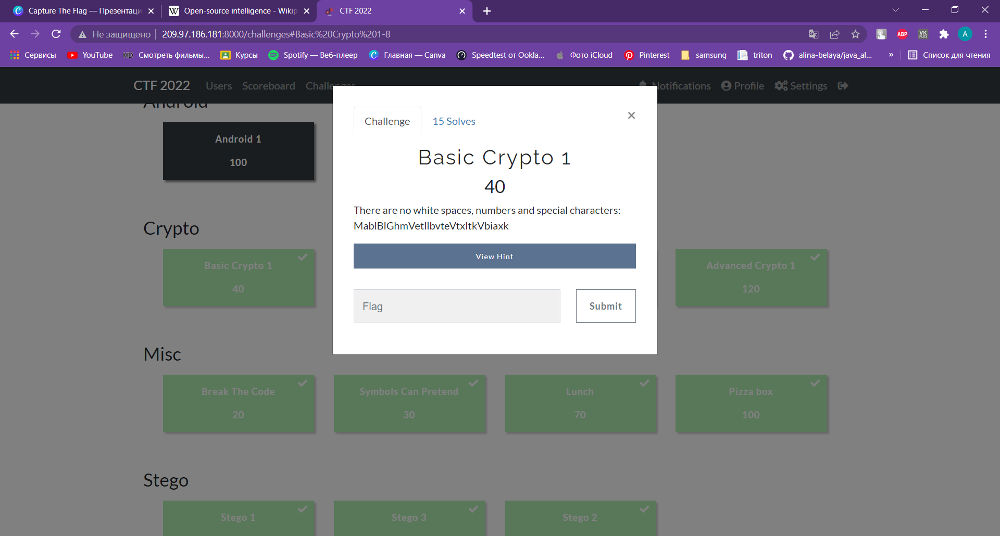 Capture The Flag — Презентаци
Open-source intelligence - Wikip
CTF 2022
Не защищено
209.97.186.181:8000/challenges#Basic%20Crypto%201-8
ABP
VK FLEX
A
Сервисы
YouTube
HD Смотреть фильмы...
Курсы
Spotify — Веб-плеер
Главная — Canva
Speedtest от Ookla...
Фото iCloud
Pinterest
samsung
triton
alina-belaya/java_al...
»
Список для чтения
CTF 2022
Users
Scoreboard
Challenges
Notifications
Profile
Settings
Android
Android 1
100
Challenge
15 Solves
×
Basic Crypto 1
40
There are no white spaces, numbers and special characters:
MablBlGhmVetllbvteVtxltkVbiaxk
View Hint
Flag
Submit
Crypto
Basic Crypto 1
40
Advanced Crypto 1
120
Misc
Break The Code
20
Symbols Can Pretend
30
Lunch
70
Pizza box
100
Stego
Stego 1
Stego 3
Stego 2